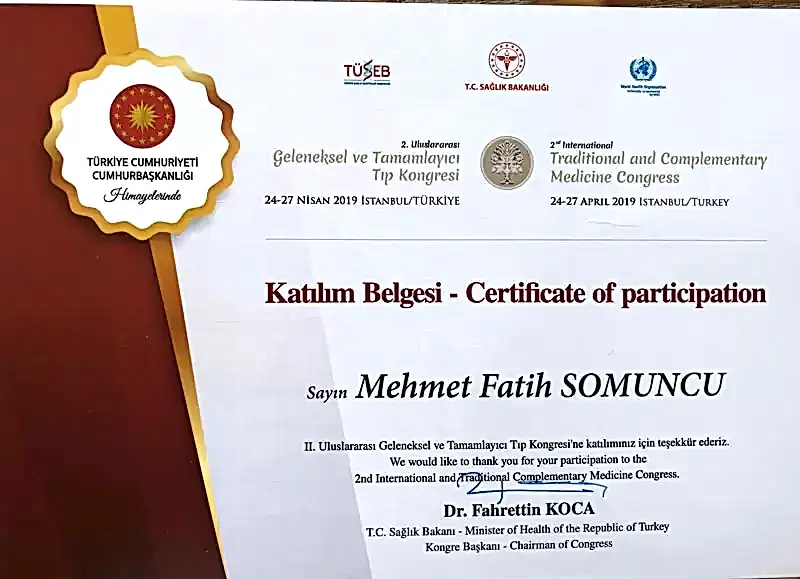 TÜRKİYE CUMHURİYETİ
CUMHURBAŞKANLIĞI
Himayelerinde
TÜSEB
T.C. SAĞLIK BAKANLIĞI
World Health Organization
2. Uluslararası
Geleneksel ve Tamamlayıcı
Tıp Kongresi
24-27 NİSAN 2019 İSTANBUL/TÜRKİYE
2nd International
Traditional and Complementary
Medicine Congress
24-27 APRIL 2019 ISTANBUL/TURKEY
Katılım Belgesi - Certificate of participation
Sayın Mehmet Fatih SOMUNCU
II. Uluslararası Geleneksel ve Tamamlayıcı Tıp Kongresi'ne katılımınız için teşekkür ederiz.
We would like to thank you for your participation to the
2nd International and Traditional Complementary Medicine Congress.
Dr. Fahrettin KOCA
T.C. Sağlık Bakanı - Minister of Health of the Republic of Turkey
Kongre Başkanı - Chairman of Congress